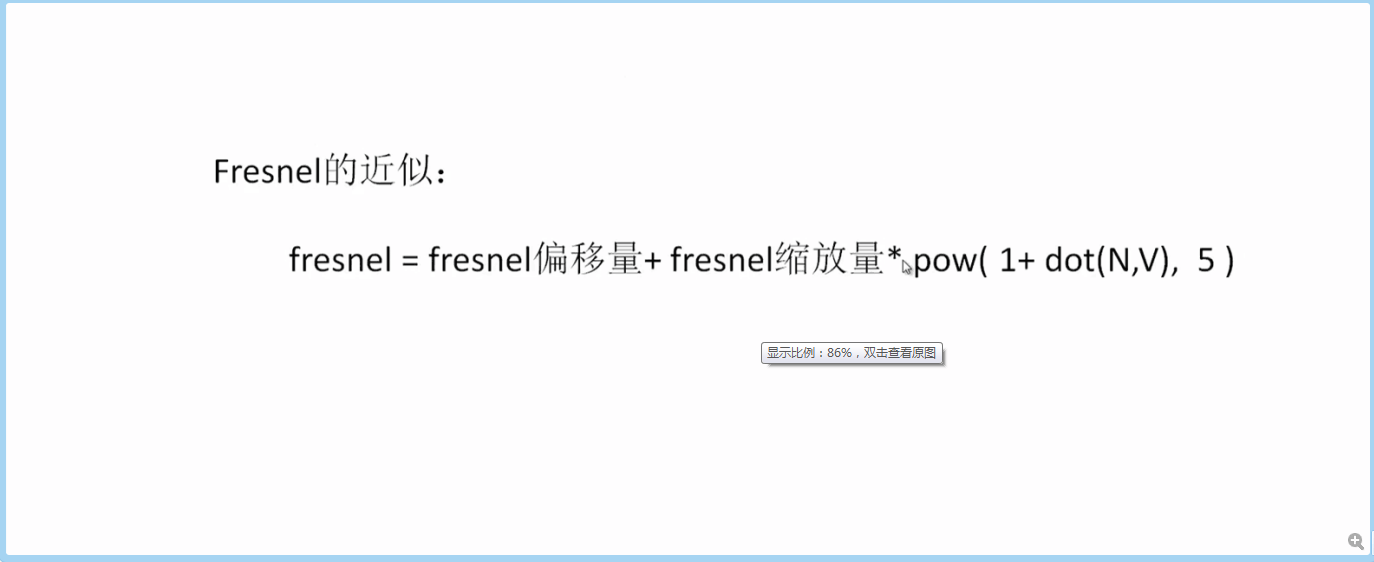 Fresnel的近似：
fresnel = fresnel偏移量+ fresnel缩放量* pow( 1+ dot(N,V), 5 )
显示比例：86%，双击查看原图